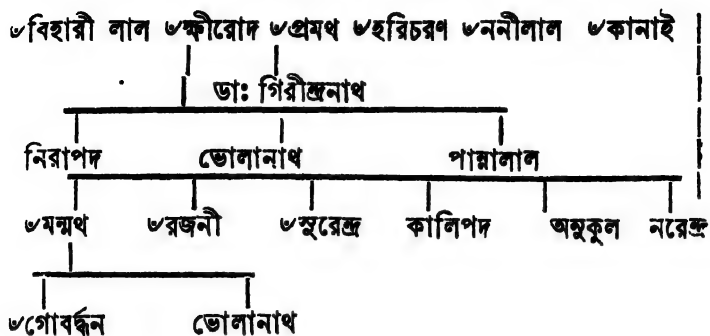 ৺বিহারী লাল ৺ক্ষীরোদ ৺প্রমথ ৺হরিচরণ ৺ননীলাল ৺কানাই
ডাঃ গিরীন্দ্রনাথ
নিরাপদ ভোলানাথ পান্নালাল
৺মন্মথ ৺রজনী ৺সুরেন্দ্র কালিপদ অনুকুল নরেন্দ্র
৺গোবর্দ্ধন ভোলানাথ